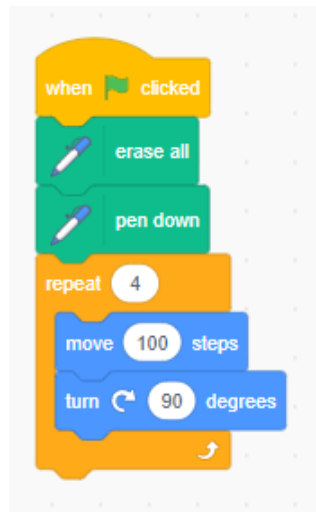 when clicked
erase all
pen down
repeat 4
move 100 steps
turn 90 degrees